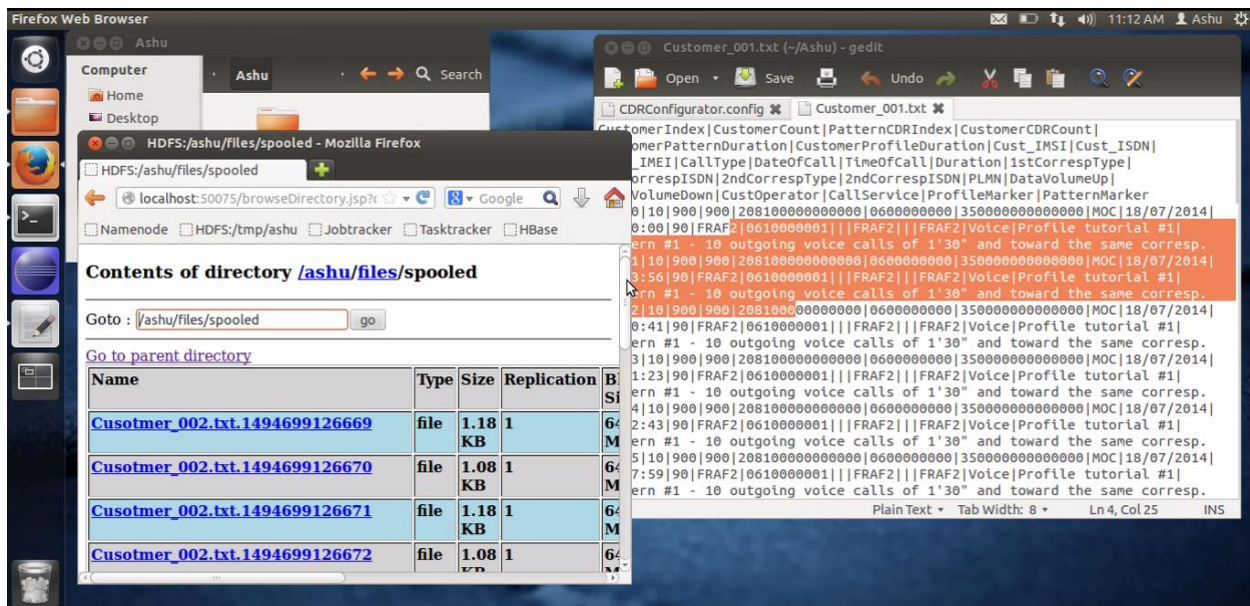 Firefox Web Browser
11:12 AM Ashu
Ashu
Computer
Home
Desktop
Ashu
Search
HDFS:/ashu/files/spooled - Mozilla Firefox
HDFS:/ashu/files/spooled
localhost:50075/browseDirectory.jsp?
Google
Namenode HDFS:/tmp/ashu Jobtracker Tasktracker HBase
Contents of directory /ashu/files/spooled
Goto : /ashu/files/spooled go
Go to parent directory
Name Type Size Replication
Cusotmer_002.txt.1494699126669 file 1.18 KB 1
Cusotmer_002.txt.1494699126670 file 1.08 KB 1
Cusotmer_002.txt.1494699126671 file 1.18 KB 1
Cusotmer_002.txt.1494699126672 file 1.08 1
Customer_001.txt (~/Ashu) - gedit
Open Save Undo
CDRConfigurator.config Customer_001.txt
CustomerIndex|CustomerCount|PatternCDRIndex|CustomerCDRCount|
omerPatternDuration|CustomerProfileDuration|Cust_IMSI|Cust_ISDN|
_IMEI|CallType|DateOfCall|TimeOfCall|Duration|1stCorrespType|
orrespISDN|2ndCorrespType|2ndCorrespISDN|PLMN|DataVolumeUp|
VolumeDown|CustOperator|CallService|ProfileMarker|PatternMarker
0|10|900|900|208100000000000|0600000000|350000000000000|MOC|18/07/2014|
0:00|90|FRAF2|0610000001|||FRAF2|||FRAF2|Voice|Profile tutorial #1|
ern #1 - 10 outgoing voice calls of 1'30" and toward the same corresp.
1|10|900|900|208100000000000|0600000000|350000000000000|MOC|18/07/2014|
3:56|90|FRAF2|0610000001|||FRAF2|||FRAF2|Voice|Profile tutorial #1|
ern #1 - 10 outgoing voice calls of 1'30" and toward the same corresp.
2|10|900|900|208100000000000|0600000000|350000000000000|MOC|18/07/2014|
0:41|90|FRAF2|0610000001|||FRAF2|||FRAF2|Voice|Profile tutorial #1|
ern #1 - 10 outgoing voice calls of 1'30" and toward the same corresp.
3|10|900|900|208100000000000|0600000000|350000000000000|MOC|18/07/2014|
1:23|90|FRAF2|0610000001|||FRAF2|||FRAF2|Voice|Profile tutorial #1|
ern #1 - 10 outgoing voice calls of 1'30" and toward the same corresp.
4|10|900|900|208100000000000|0600000000|350000000000000|MOC|18/07/2014|
2:43|90|FRAF2|0610000001|||FRAF2|||FRAF2|Voice|Profile tutorial #1|
ern #1 - 10 outgoing voice calls of 1'30" and toward the same corresp.
5|10|900|900|208100000000000|0600000000|350000000000000|MOC|18/07/2014|
7:59|90|FRAF2|0610000001|||FRAF2|||FRAF2|Voice|Profile tutorial #1|
ern #1 - 10 outgoing voice calls of 1'30" and toward the same corresp.
Plain Text Tab Width: 8 Ln 4, Col 25 INS